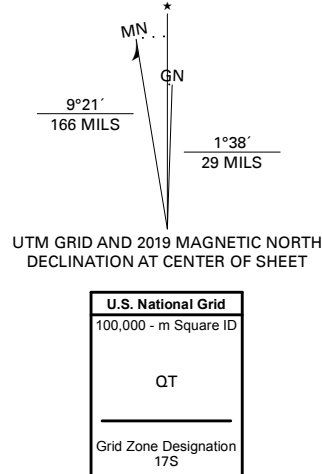 ★
MN
GN
9°21´
166 MILS
1°38´
29 MILS
UTM GRID AND 2019 MAGNETIC NORTH
DECLINATION AT CENTER OF SHEET
U.S. National Grid
100,000 - m Square ID
QT
Grid Zone Designation
17S